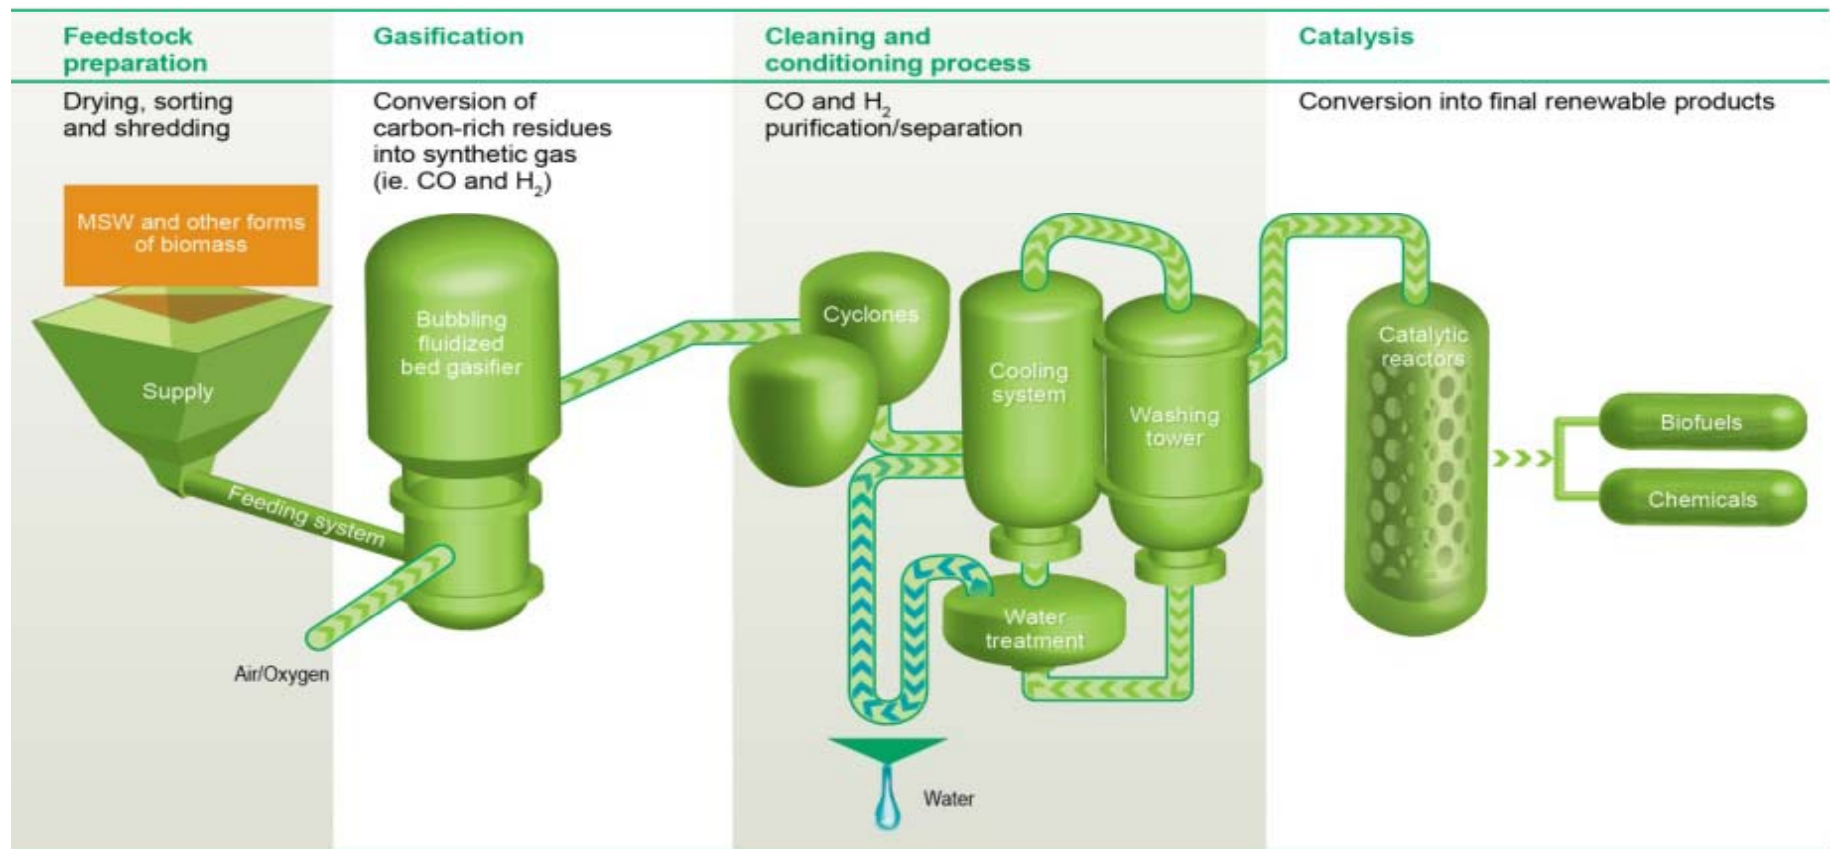 Feedstock
preparation
Drying, sorting
and shredding
MSW and other forms
of biomass
Supply
Feeding system
Air/Oxygen
Gasification
Conversion of
carbon-rich residues
into synthetic gas
(ie. CO and H₂)
Bubbling
fluidized
bed gasifier
Cleaning and
conditioning process
CO and H₂
purification/separation
Cyclones
Cooling
system
Washing
tower
Water
treatment
Water
Catalysis
Conversion into final renewable products
Catalytic
reactors
Biofuels
Chemicals